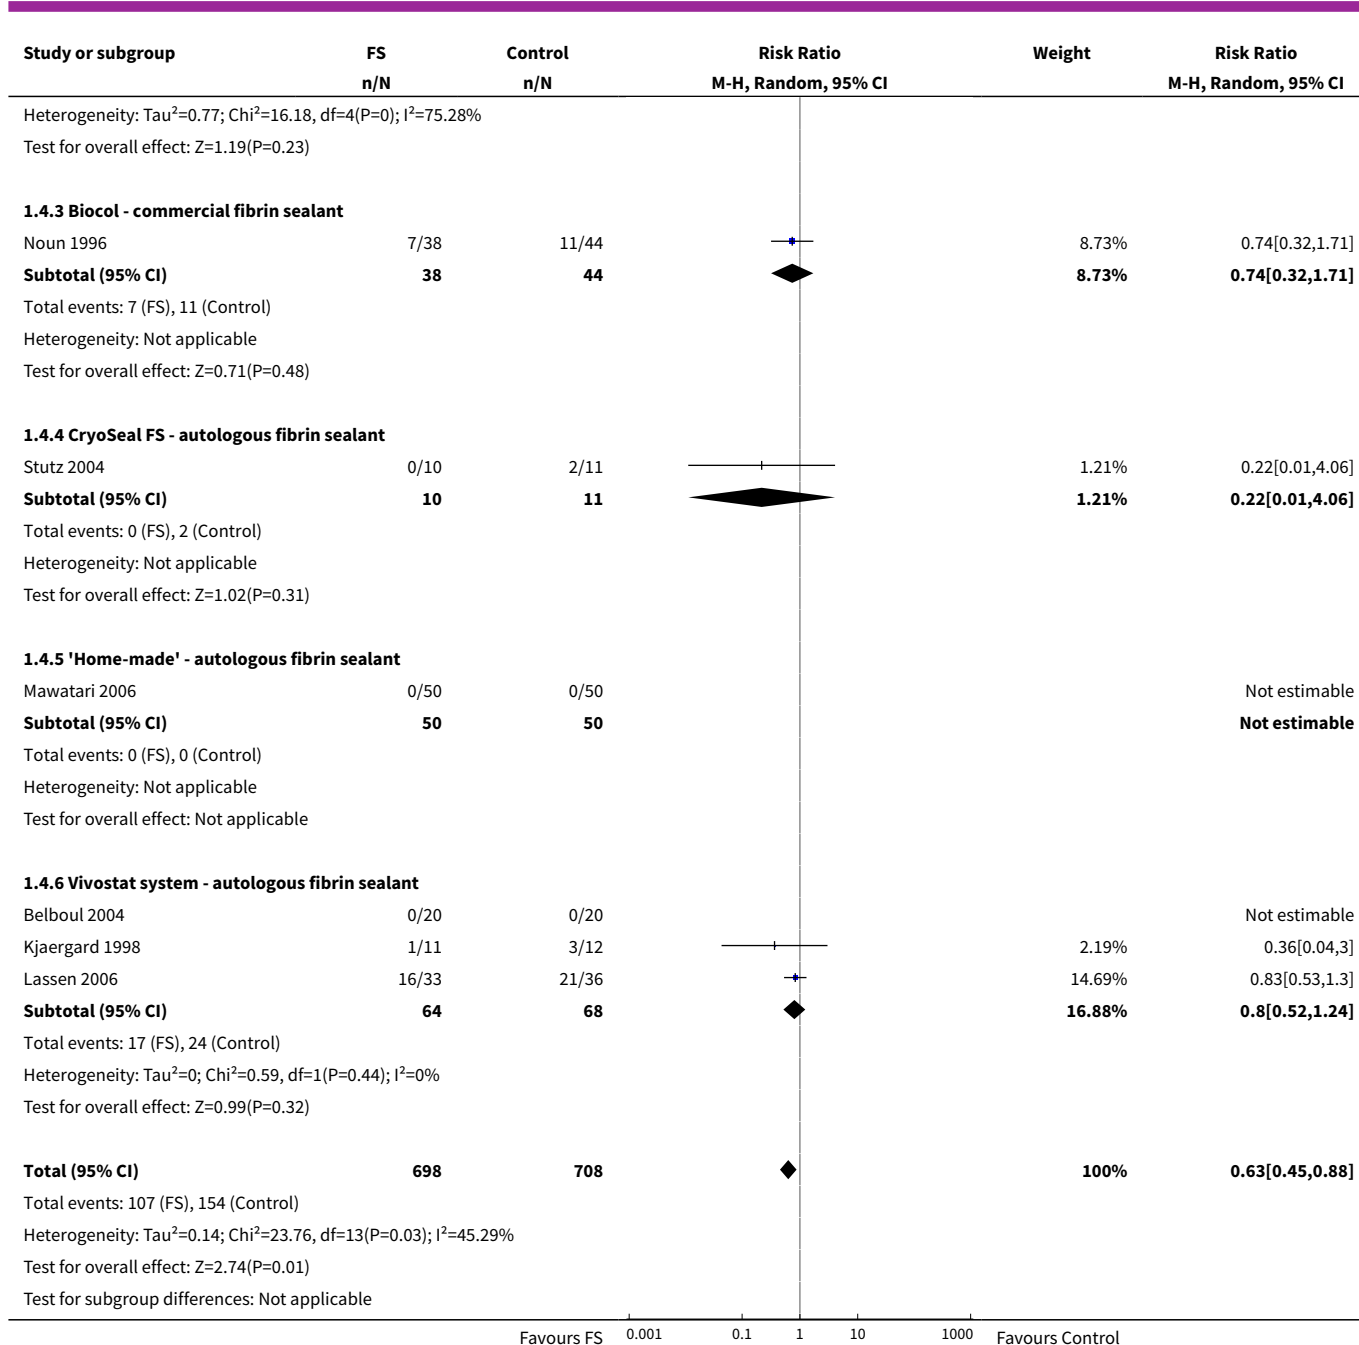 Study or subgroup FS Control Risk Ratio Weight Risk Ratio
n/N n/N M-H, Random, 95% CI M-H, Random, 95% CI
Heterogeneity: Tau²=0.77; Chi²=16.18, df=4(P=0); I²=75.28%
Test for overall effect: Z=1.19(P=0.23)
1.4.3 Biocol - commercial fibrin sealant
Noun 1996 7/38 11/44 8.73% 0.74[0.32,1.71]
Subtotal (95% CI) 38 44 8.73% 0.74[0.32,1.71]
Total events: 7 (FS), 11 (Control)
Heterogeneity: Not applicable
Test for overall effect: Z=0.71(P=0.48)
1.4.4 CryoSeal FS - autologous fibrin sealant
Stutz 2004 0/10 2/11 1.21% 0.22[0.01,4.06]
Subtotal (95% CI) 10 11 1.21% 0.22[0.01,4.06]
Total events: 0 (FS), 2 (Control)
Heterogeneity: Not applicable
Test for overall effect: Z=1.02(P=0.31)
1.4.5 'Home-made' - autologous fibrin sealant
Mawatari 2006 0/50 0/50 Not estimable
Subtotal (95% CI) 50 50 Not estimable
Total events: 0 (FS), 0 (Control)
Heterogeneity: Not applicable
Test for overall effect: Not applicable
1.4.6 Vivostat system - autologous fibrin sealant
Belboul 2004 0/20 0/20 Not estimable
Kjaergard 1998 1/11 3/12 2.19% 0.36[0.04,3]
Lassen 2006 16/33 21/36 14.69% 0.83[0.53,1.3]
Subtotal (95% CI) 64 68 16.88% 0.8[0.52,1.24]
Total events: 17 (FS), 24 (Control)
Heterogeneity: Tau²=0; Chi²=0.59, df=1(P=0.44); I²=0%
Test for overall effect: Z=0.99(P=0.32)
Total (95% CI) 698 708 100% 0.63[0.45,0.88]
Total events: 107 (FS), 154 (Control)
Heterogeneity: Tau²=0.14; Chi²=23.76, df=13(P=0.03); I²=45.29%
Test for overall effect: Z=2.74(P=0.01)
Test for subgroup differences: Not applicable
Favours FS 0.001 0.1 1 10 1000 Favours Control